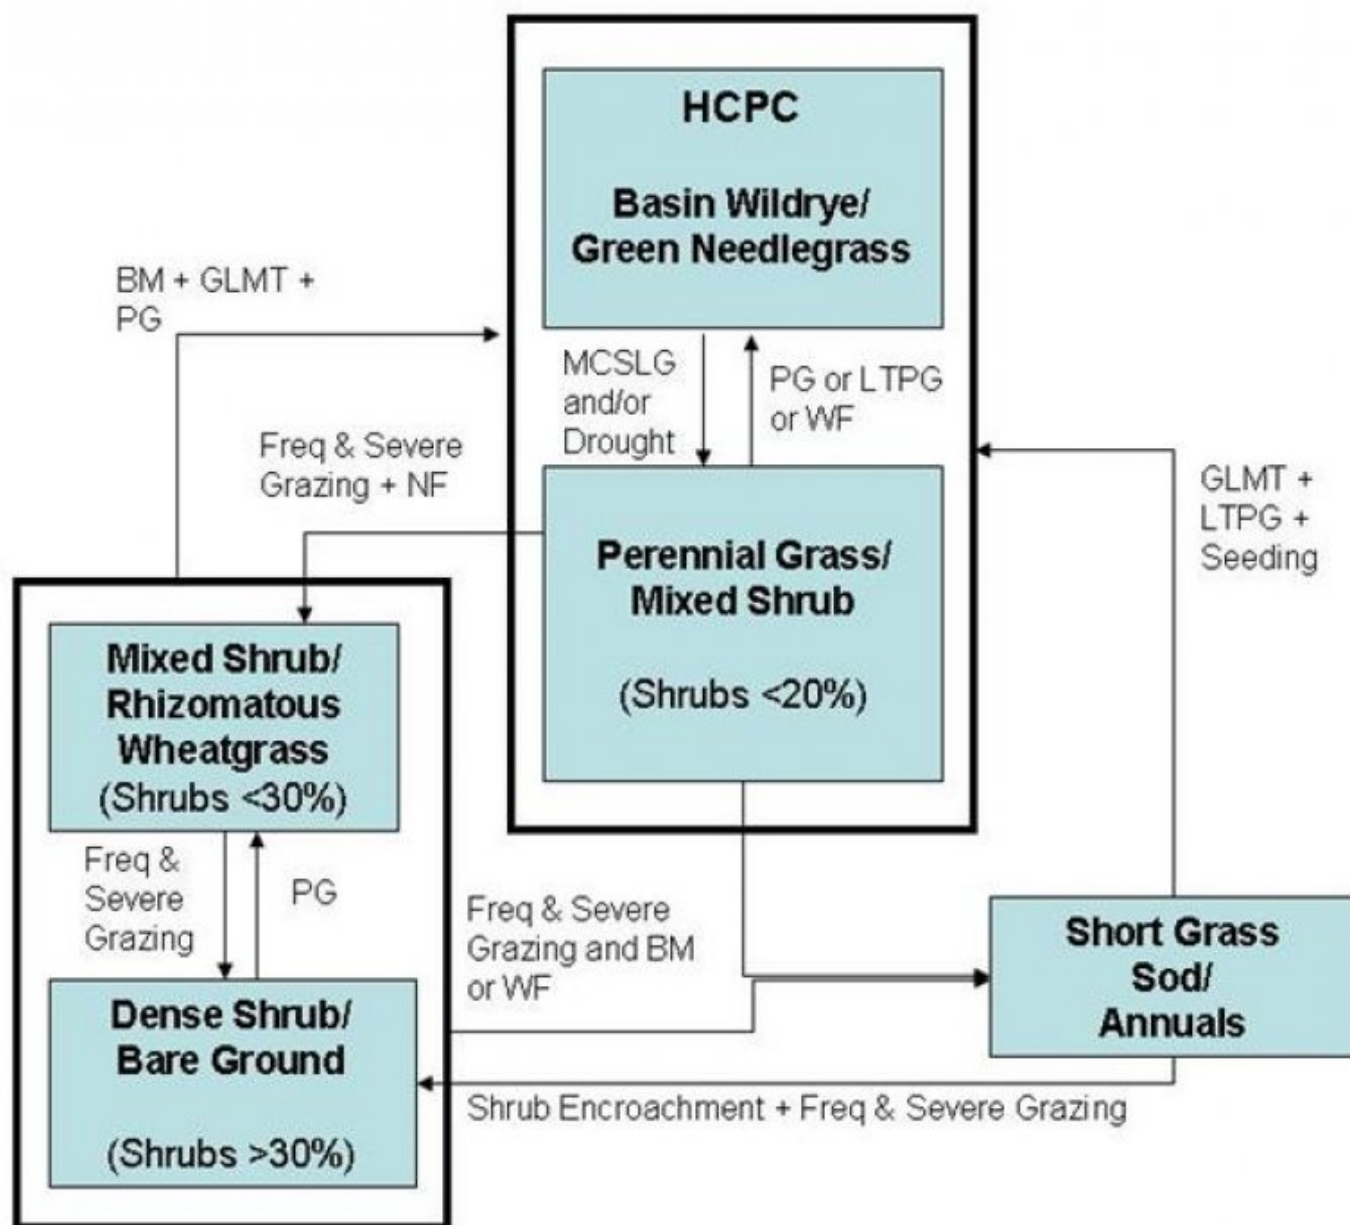 HCPC
Basin Wildrye/
Green Needlegrass
BM + GLMT +
PG
MCSLG
and/or
Drought
PG or LTPG
or WF
Freq & Severe
Grazing + NF
GLMT +
LTPG +
Seeding
Perennial Grass/
Mixed Shrub
(Shrubs <20%)
Mixed Shrub/
Rhizomatous
Wheatgrass
(Shrubs <30%)
Freq &
Severe
Grazing
PG
Freq & Severe
Grazing and BM
or WF
Short Grass
Sod/
Annuals
Dense Shrub/
Bare Ground
(Shrubs >30%)
Shrub Encroachment + Freq & Severe Grazing